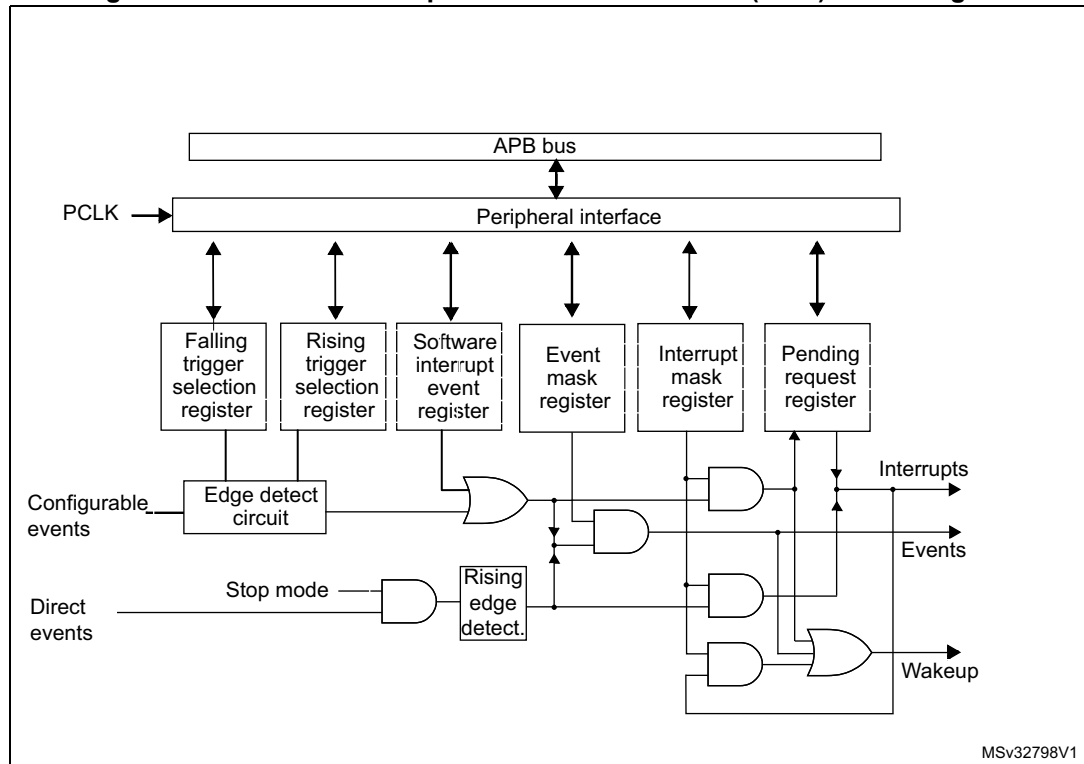 APB bus
PCLK
Peripheral interface
Falling
trigger
selection
register
Rising
trigger
selection
register
Software
interrupt
event
register
Event
mask
register
Interrupt
mask
register
Pending
request
register
Interrupts
Configurable
events
Edge detect
circuit
Events
Stop mode
Rising
edge
detect.
Direct
events
Wakeup
MSv32798V1